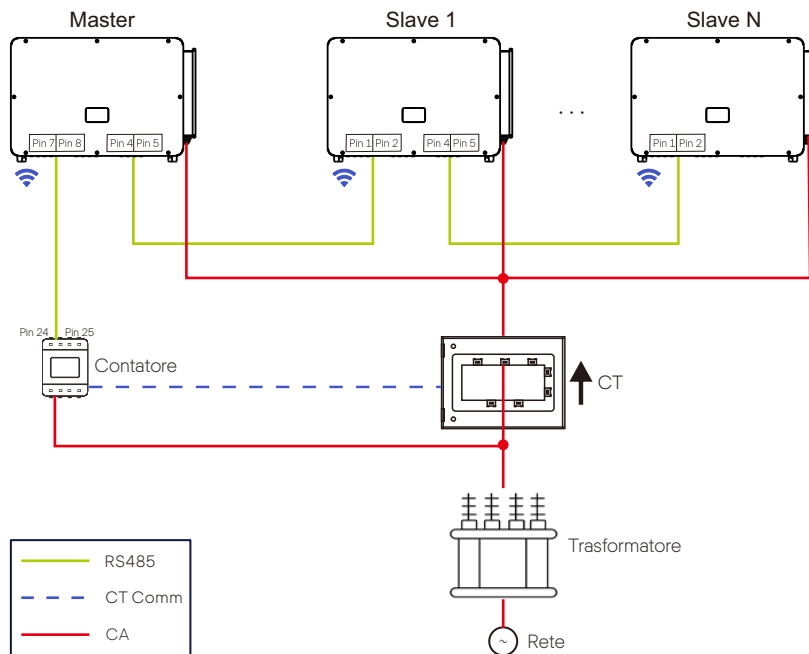 Master
Slave 1
Slave N
...
Pin 7 Pin 8
Pin 4 Pin 5
Pin 1 Pin 2
Pin 4 Pin 5
Pin 1 Pin 2
Pin 24 Pin 25
Contatore
CT
Trasformatore
RS485
CT Comm
CA
~
Rete